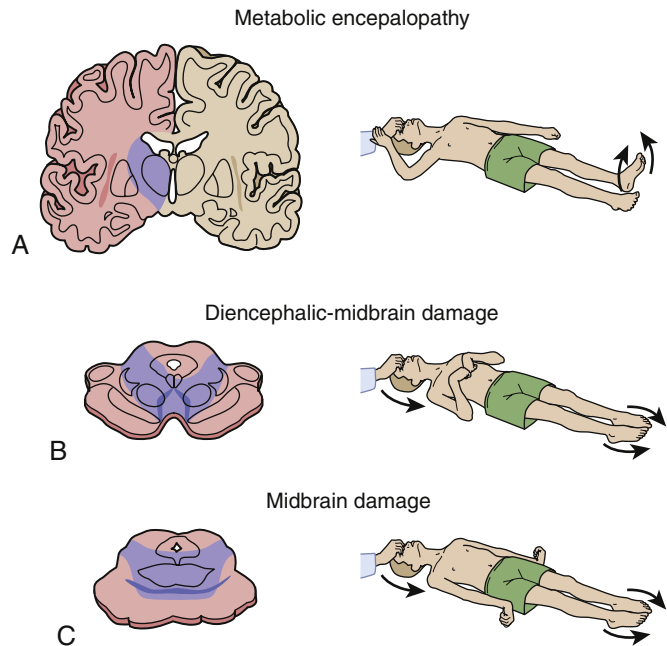 Metabolic encepalopathy
A
Diencephalic-midbrain damage
B
Midbrain damage
C